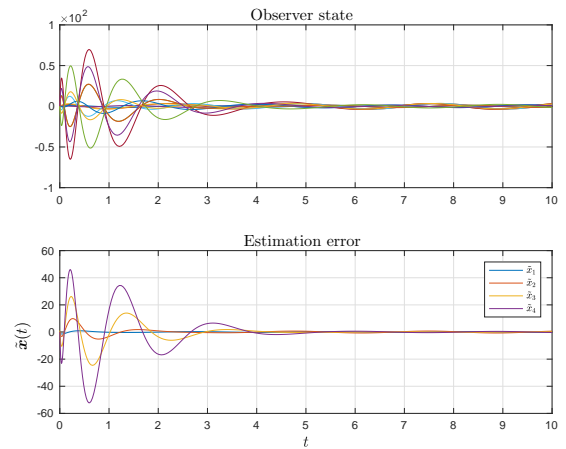 Observer state
×10²
1
0.5
0
-0.5
-1
0 1 2 3 4 5 6 7 8 9 10
Estimation error
60
40
20
0
-20
-40
-60
x̃(t)
x̃₁
x̃₂
x̃₃
x̃₄
0 1 2 3 4 5 6 7 8 9 10
t